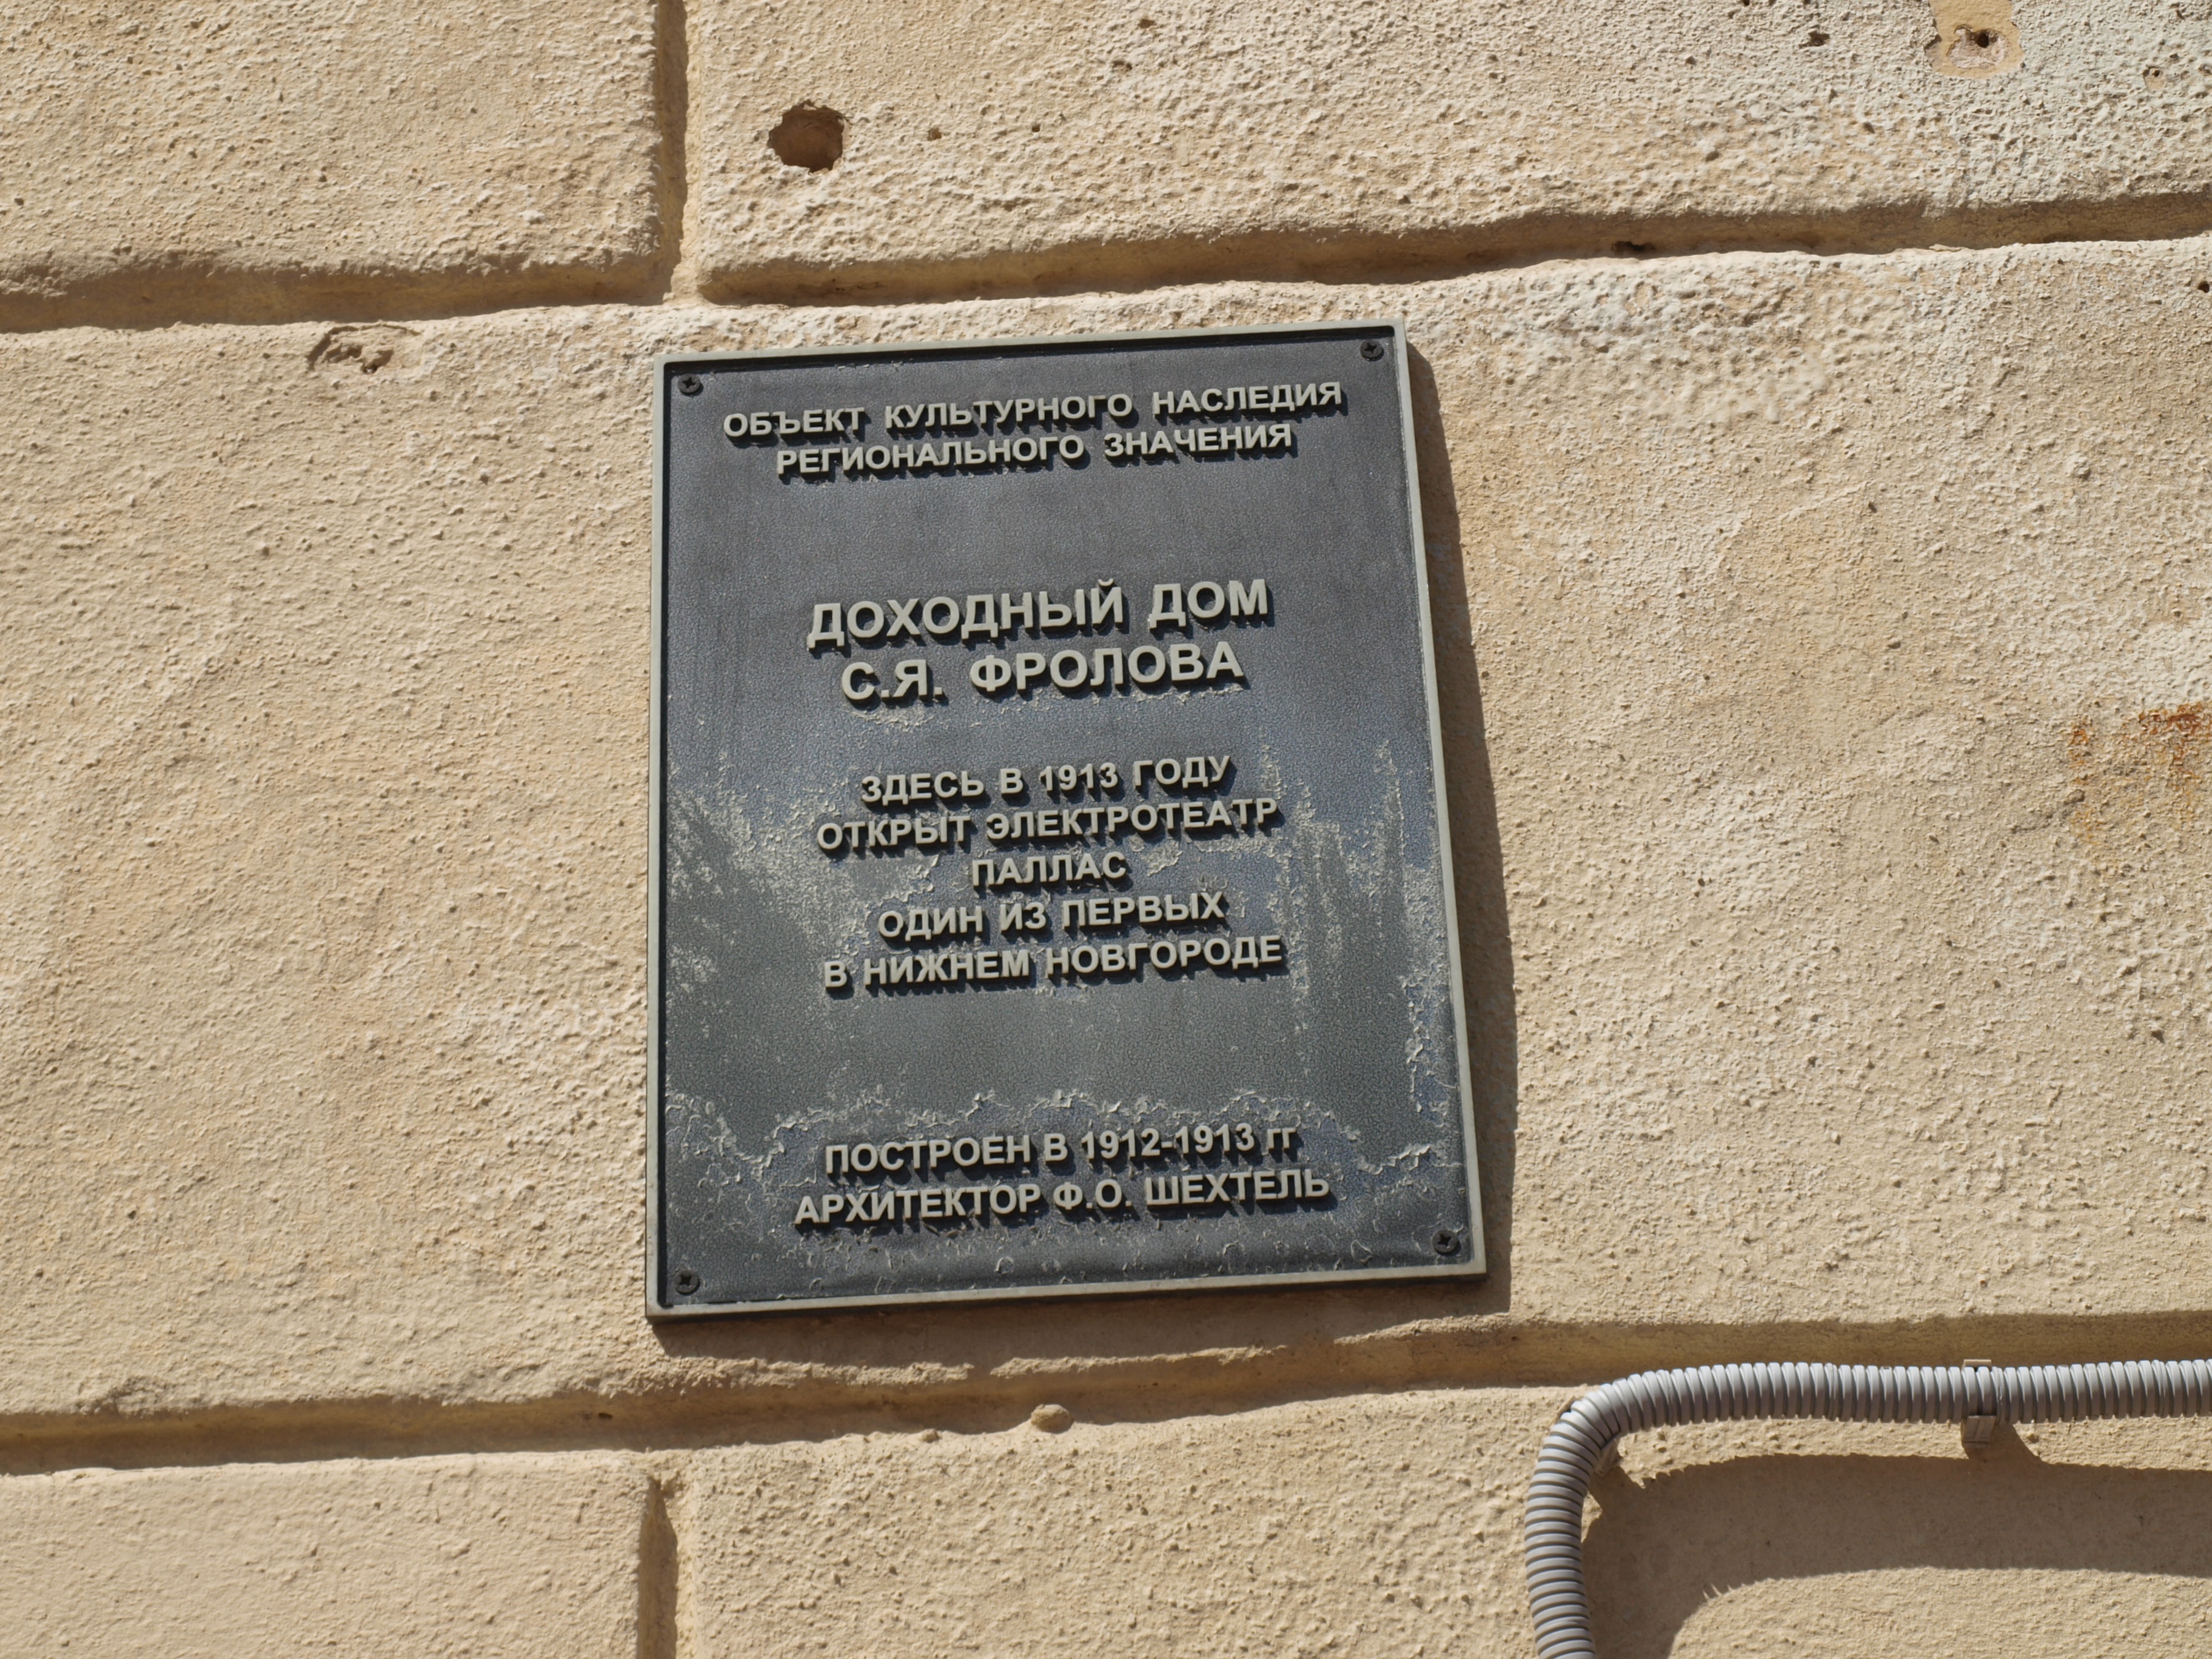 ОБЪЕКТ КУЛЬТУРНОГО НАСЛЕДИЯ
РЕГИОНАЛЬНОГО ЗНАЧЕНИЯ
ДОХОДНЫЙ ДОМ
С.Я. ФРОЛОВА
ЗДЕСЬ В 1913 ГОДУ
ОТКРЫТ ЭЛЕКТРОТЕАТР
ПАЛЛАС
ОДИН ИЗ ПЕРВЫХ
В НИЖНЕМ НОВГОРОДЕ
ПОСТРОЕН В 1912-1913 гг
АРХИТЕКТОР Ф.О. ШЕХТЕЛЬ